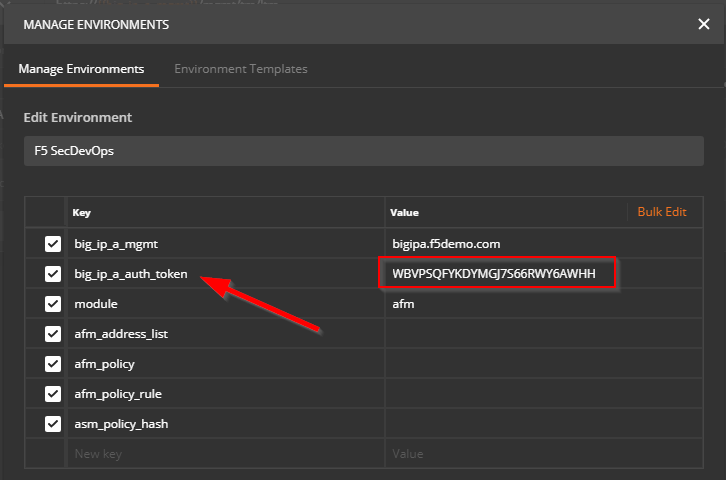 MANAGE ENVIRONMENTS
Manage Environments Environment Templates
Edit Environment
F5 SecDevOps
Key Value Bulk Edit
big_ip_a_mgmt bigipa.f5demo.com
big_ip_a_auth_token WBVPSQFYKDYMGJ7S66RWY6AWHH
module afm
afm_address_list
afm_policy
afm_policy_rule
asm_policy_hash
New key Value